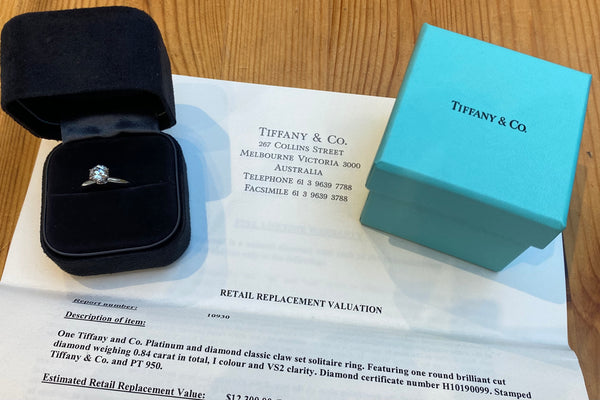 TIFFANY & CO.
TIFFANY & CO.
267 COLLINS STREET
MELBOURNE VICTORIA 3000
AUSTRALIA
TELEPHONE 61 3 9639 7788
FACSIMILE 61 3 9639 3788
RETAIL REPLACEMENT VALUATION
Report number: 10930
Description of item:
One Tiffany and Co. Platinum and diamond classic claw set solitaire ring. Featuring one round brilliant cut
diamond weighing 0.84 carat in total, I colour and VS2 clarity. Diamond certificate number H10190099. Stamped
Tiffany & Co. and PT 950.
Estimated Retail Replacement Value: $12,300.00